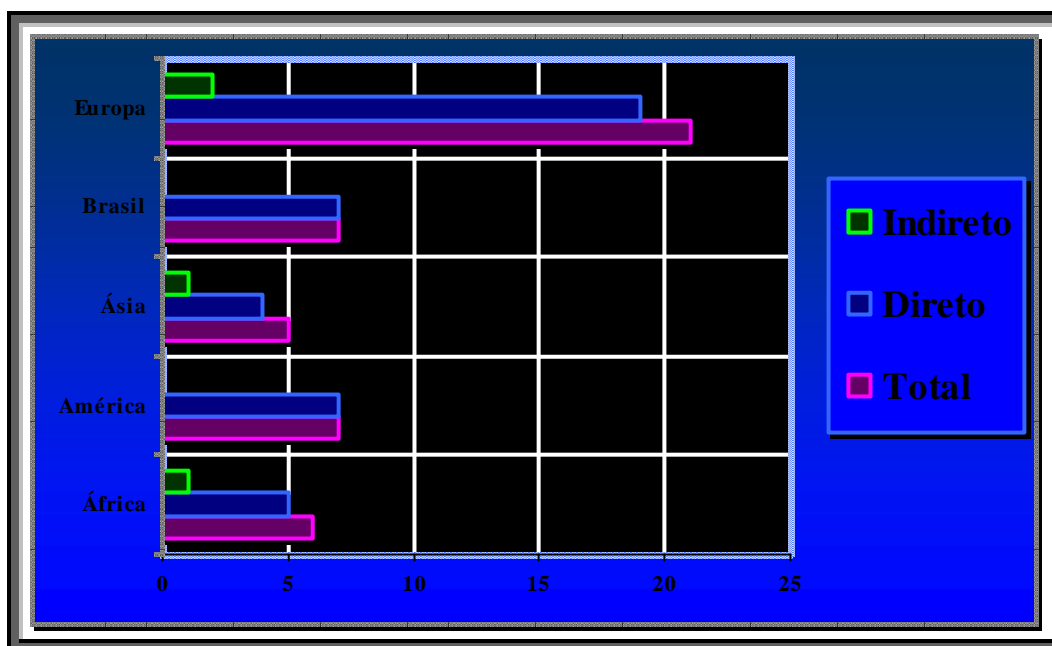 Europa
Brasil
Ásia
América
África
0 5 10 15 20 25
Indireto
Direto
Total